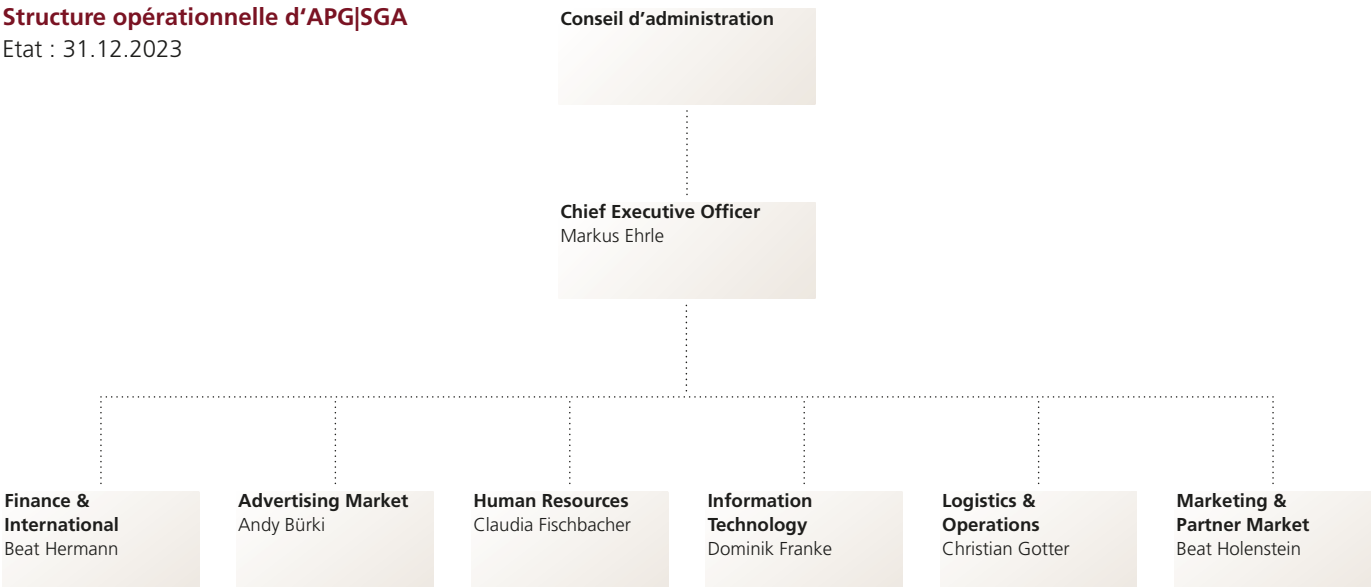 Structure opérationnelle d‘APG|SGA
Etat : 31.12.2023
Conseil d’administration
Chief Executive Officer
Markus Ehrle
Finance &
International
Beat Hermann
Advertising Market
Andy Bürki
Human Resources
Claudia Fischbacher
Information
Technology
Dominik Franke
Logistics &
Operations
Christian Gotter
Marketing &
Partner Market
Beat Holenstein